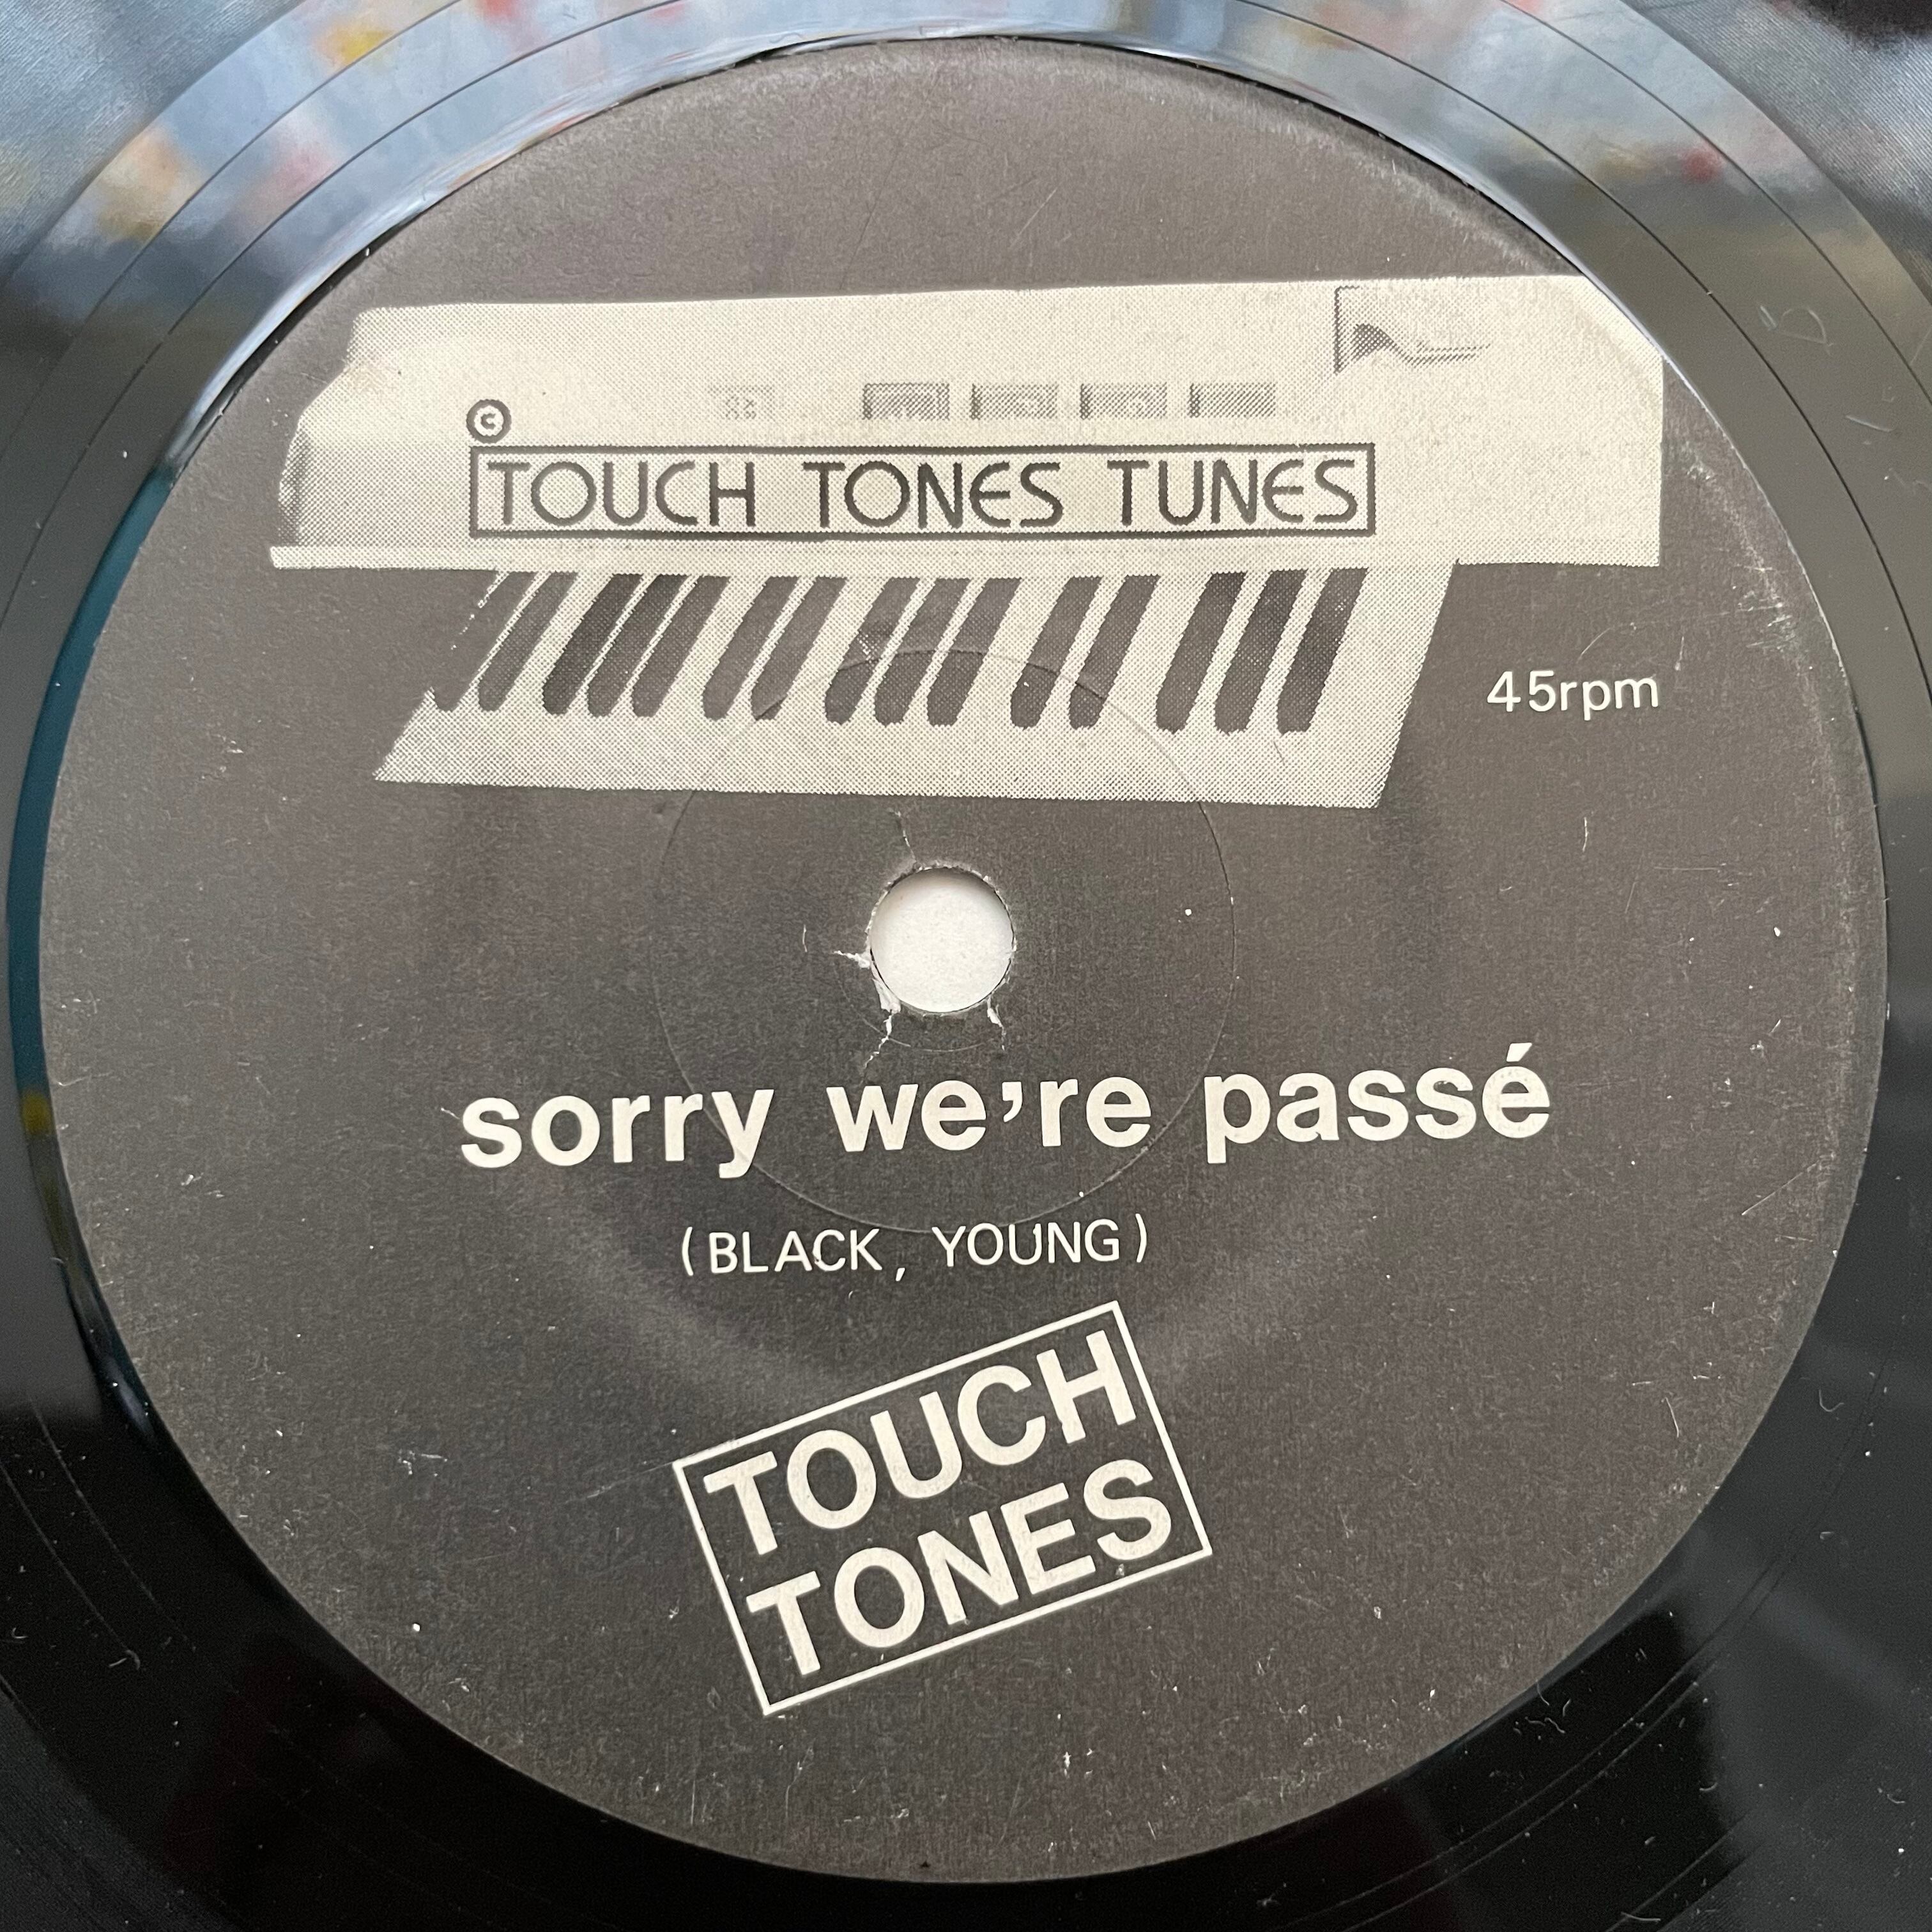 ©
TOUCH TONES TUNES
45rpm
sorry we're passé
(BLACK, YOUNG)
TOUCH
TONES